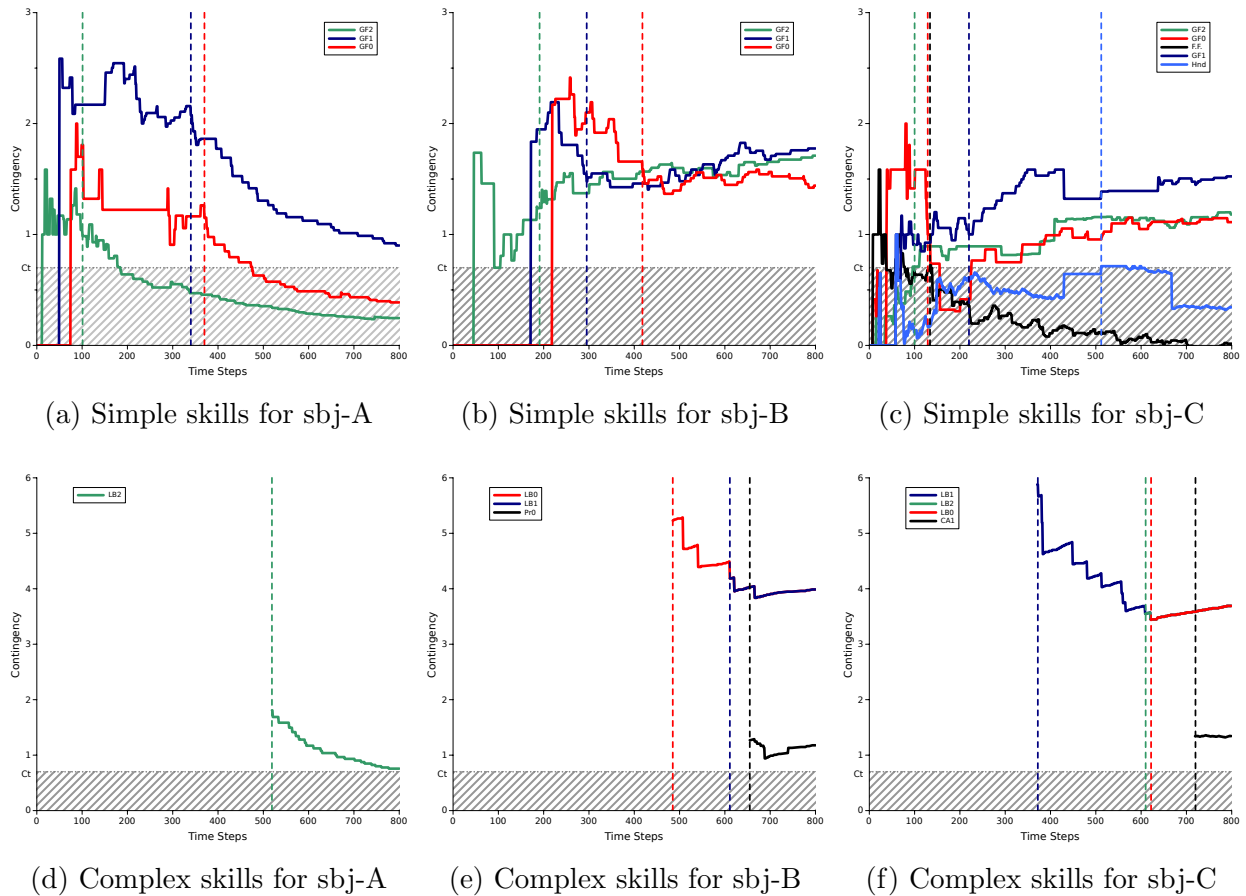 3
2
1
Ct
0
Contingency
GF2
GF1
GF0
0 100 200 300 400 500 600 700 800
Time Steps
(a) Simple skills for sbj-A
3
2
1
Ct
0
Contingency
GF2
GF1
GF0
0 100 200 300 400 500 600 700 800
Time Steps
(b) Simple skills for sbj-B
3
2
1
Ct
0
Contingency
GF2
GF0
F.F.
GF1
Hnd
0 100 200 300 400 500 600 700 800
Time Steps
(c) Simple skills for sbj-C
6
5
4
3
2
1
Ct
0
Contingency
LB2
0 100 200 300 400 500 600 700 800
Time Steps
(d) Complex skills for sbj-A
6
5
4
3
2
1
Ct
0
Contingency
LB0
LB1
Pr0
0 100 200 300 400 500 600 700 800
Time Steps
(e) Complex skills for sbj-B
6
5
4
3
2
1
Ct
0
Contingency
LB1
LB2
LB0
CA1
0 100 200 300 400 500 600 700 800
Time Steps
(f) Complex skills for sbj-C